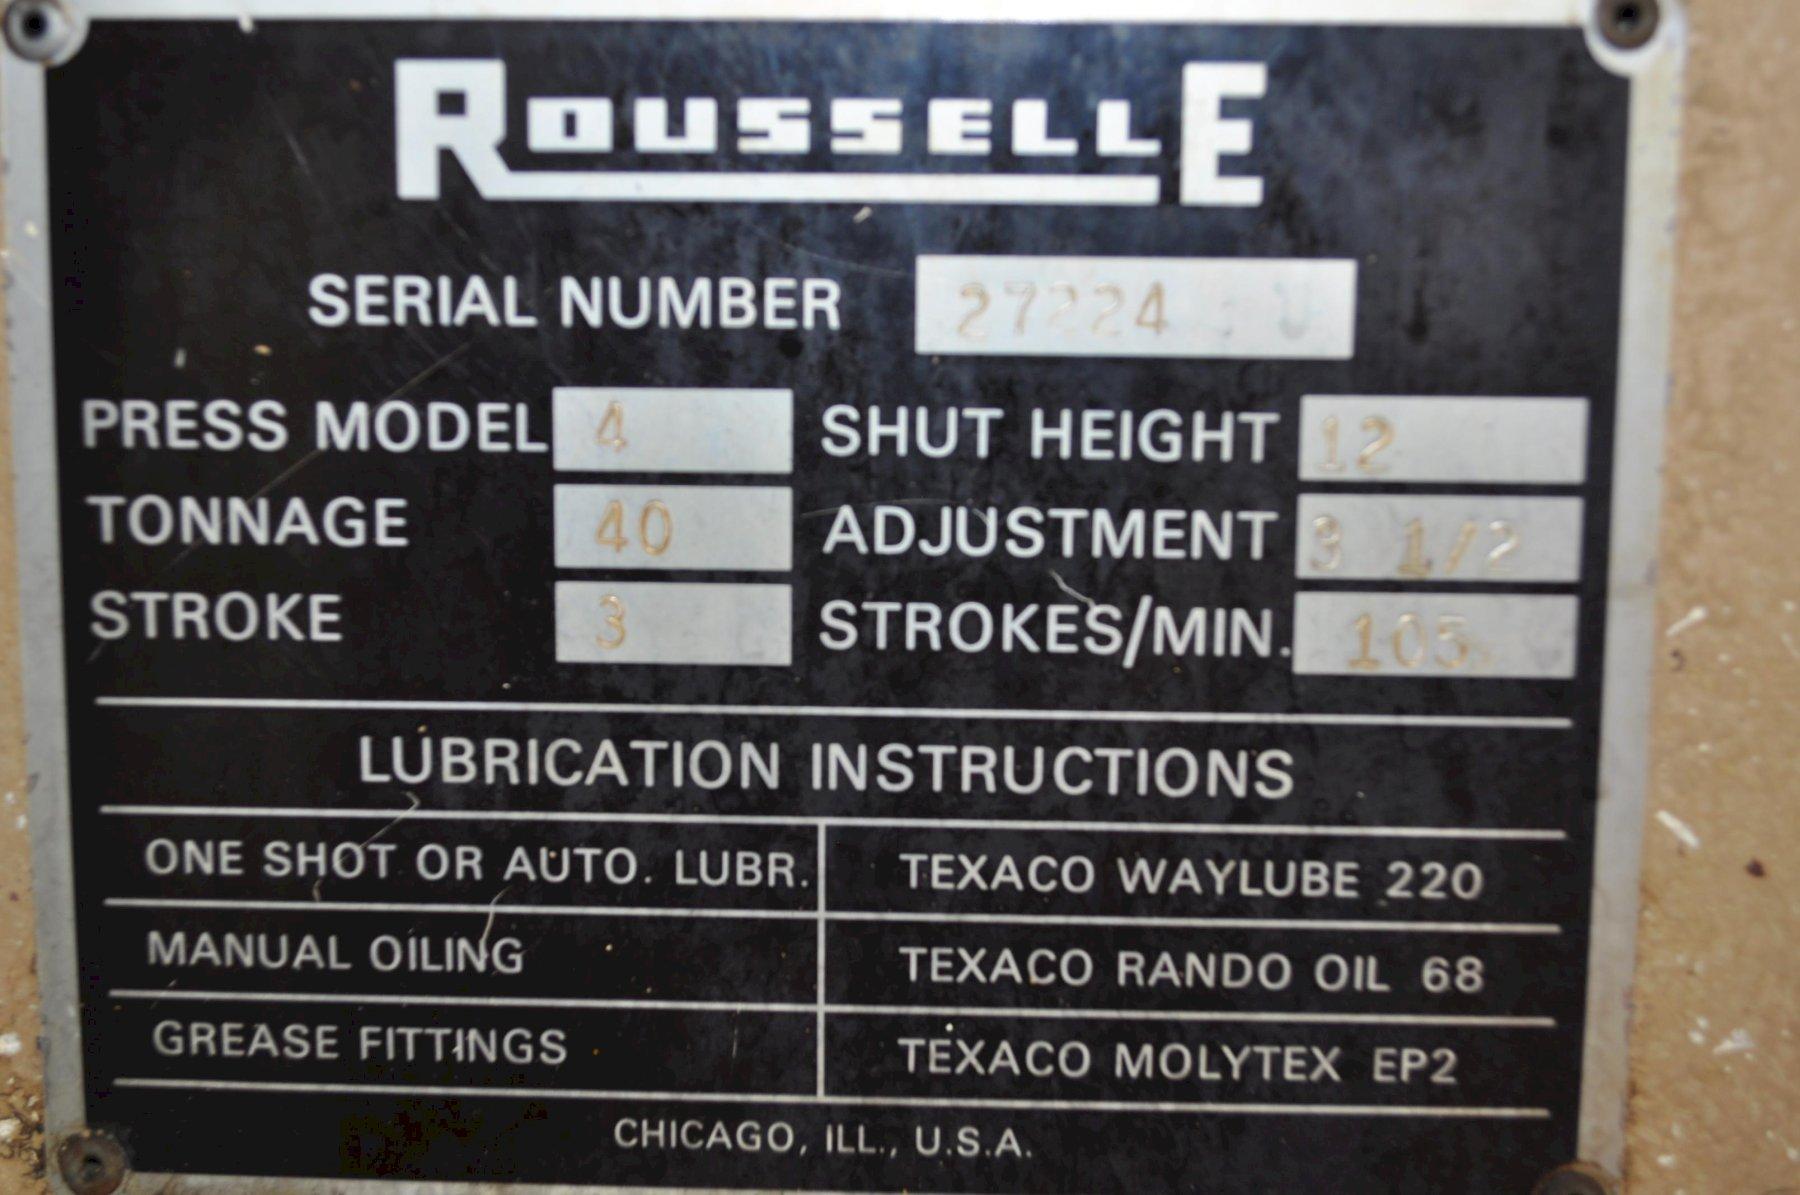 ROUSSELLE
SERIAL NUMBER 27224
PRESS MODEL 4 SHUT HEIGHT 12
TONNAGE 40 ADJUSTMENT 3 1/2
STROKE 3 STROKES/MIN. 105
LUBRICATION INSTRUCTIONS
ONE SHOT OR AUTO. LUBR. TEXACO WAYLUBE 220
MANUAL OILING TEXACO RANDO OIL 68
GREASE FITTINGS TEXACO MOLYTEX EP2
CHICAGO, ILL., U.S.A.